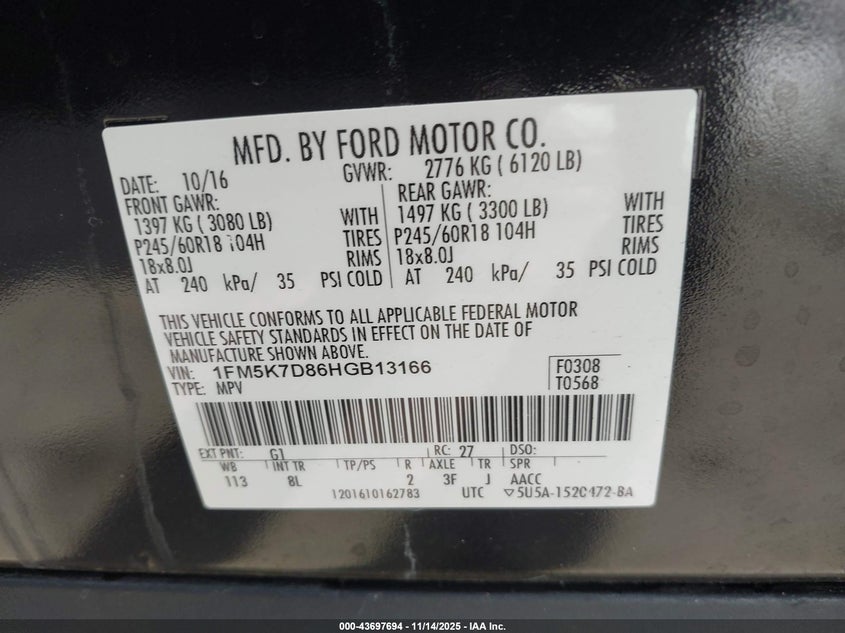 MFD. BY FORD MOTOR CO.
DATE: 10/16 GVWR: 2776 KG ( 6120 LB)
FRONT GAWR: REAR GAWR:
1397 KG ( 3080 LB) WITH 1497 KG ( 3300 LB) WITH
P245/60R18 104H TIRES P245/60R18 104H TIRES
18x8.0J RIMS 18x8.0J RIMS
AT 240 kPa/ 35 PSI COLD AT 240 kPa/ 35 PSI COLD
THIS VEHICLE CONFORMS TO ALL APPLICABLE FEDERAL MOTOR
VEHICLE SAFETY STANDARDS IN EFFECT ON THE DATE OF
MANUFACTURE SHOWN ABOVE.
VIN: 1FM5K7D86HGB13166 F0308
TYPE: MPV T0568
EXT PNT: G1 RC: 27 DSO:
WB INT TR TP/PS R AXLE TR SPR
113 8L 2 3F J AACC
1201610162783 UTC ▽5U5A-1520472-BA
000-43697694 | 11/14/2025 | IAA Inc.